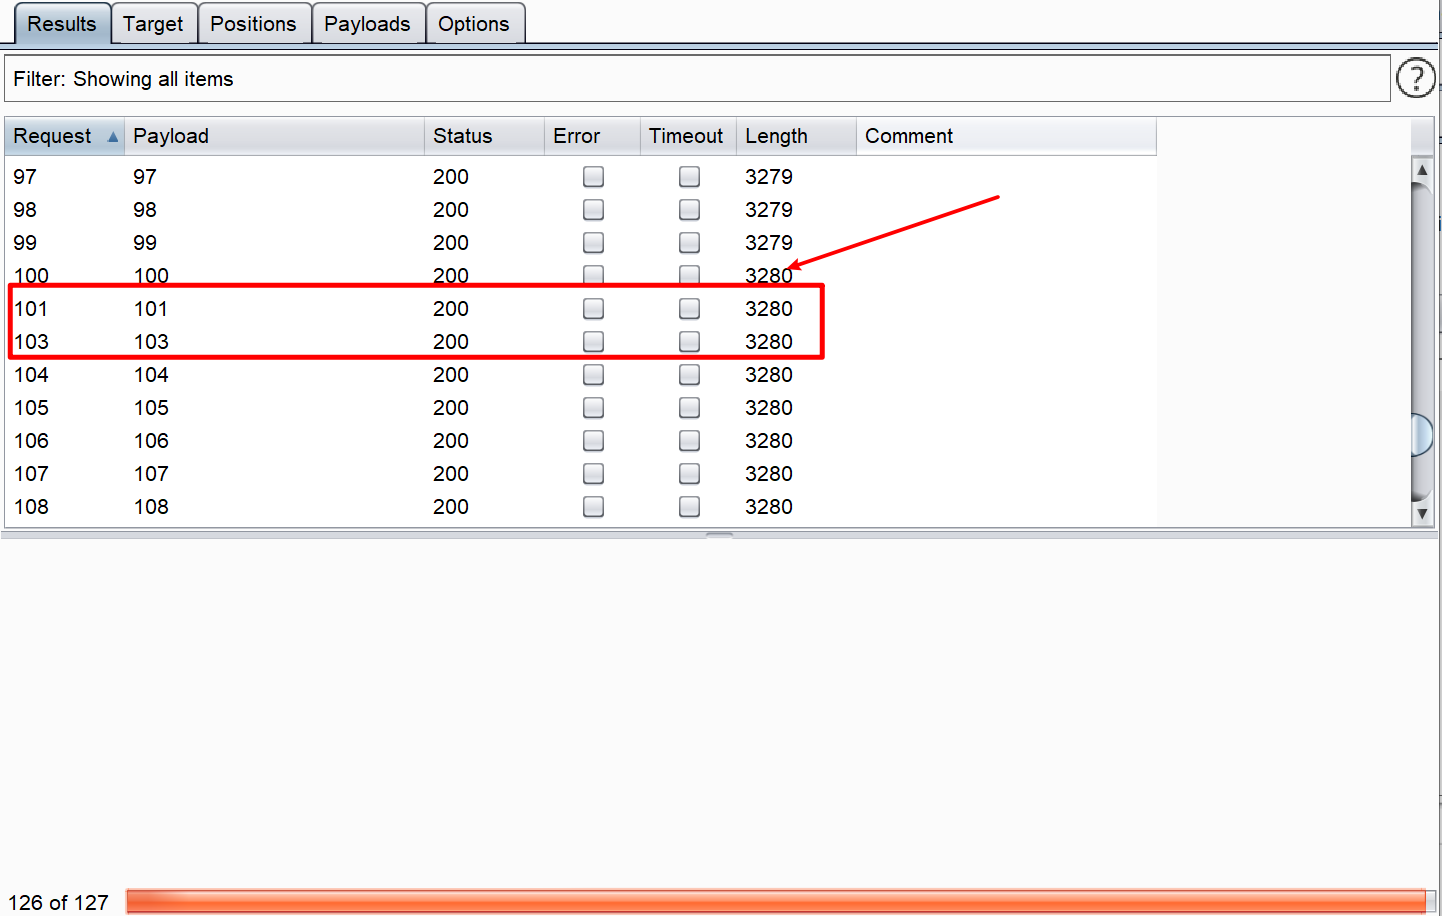 Results Target Positions Payloads Options
Filter: Showing all items ?
Request Payload Status Error Timeout Length Comment
97 97 200 3279
98 98 200 3279
99 99 200 3279
100 100 200 3280
101 101 200 3280
103 103 200 3280
104 104 200 3280
105 105 200 3280
106 106 200 3280
107 107 200 3280
108 108 200 3280
126 of 127